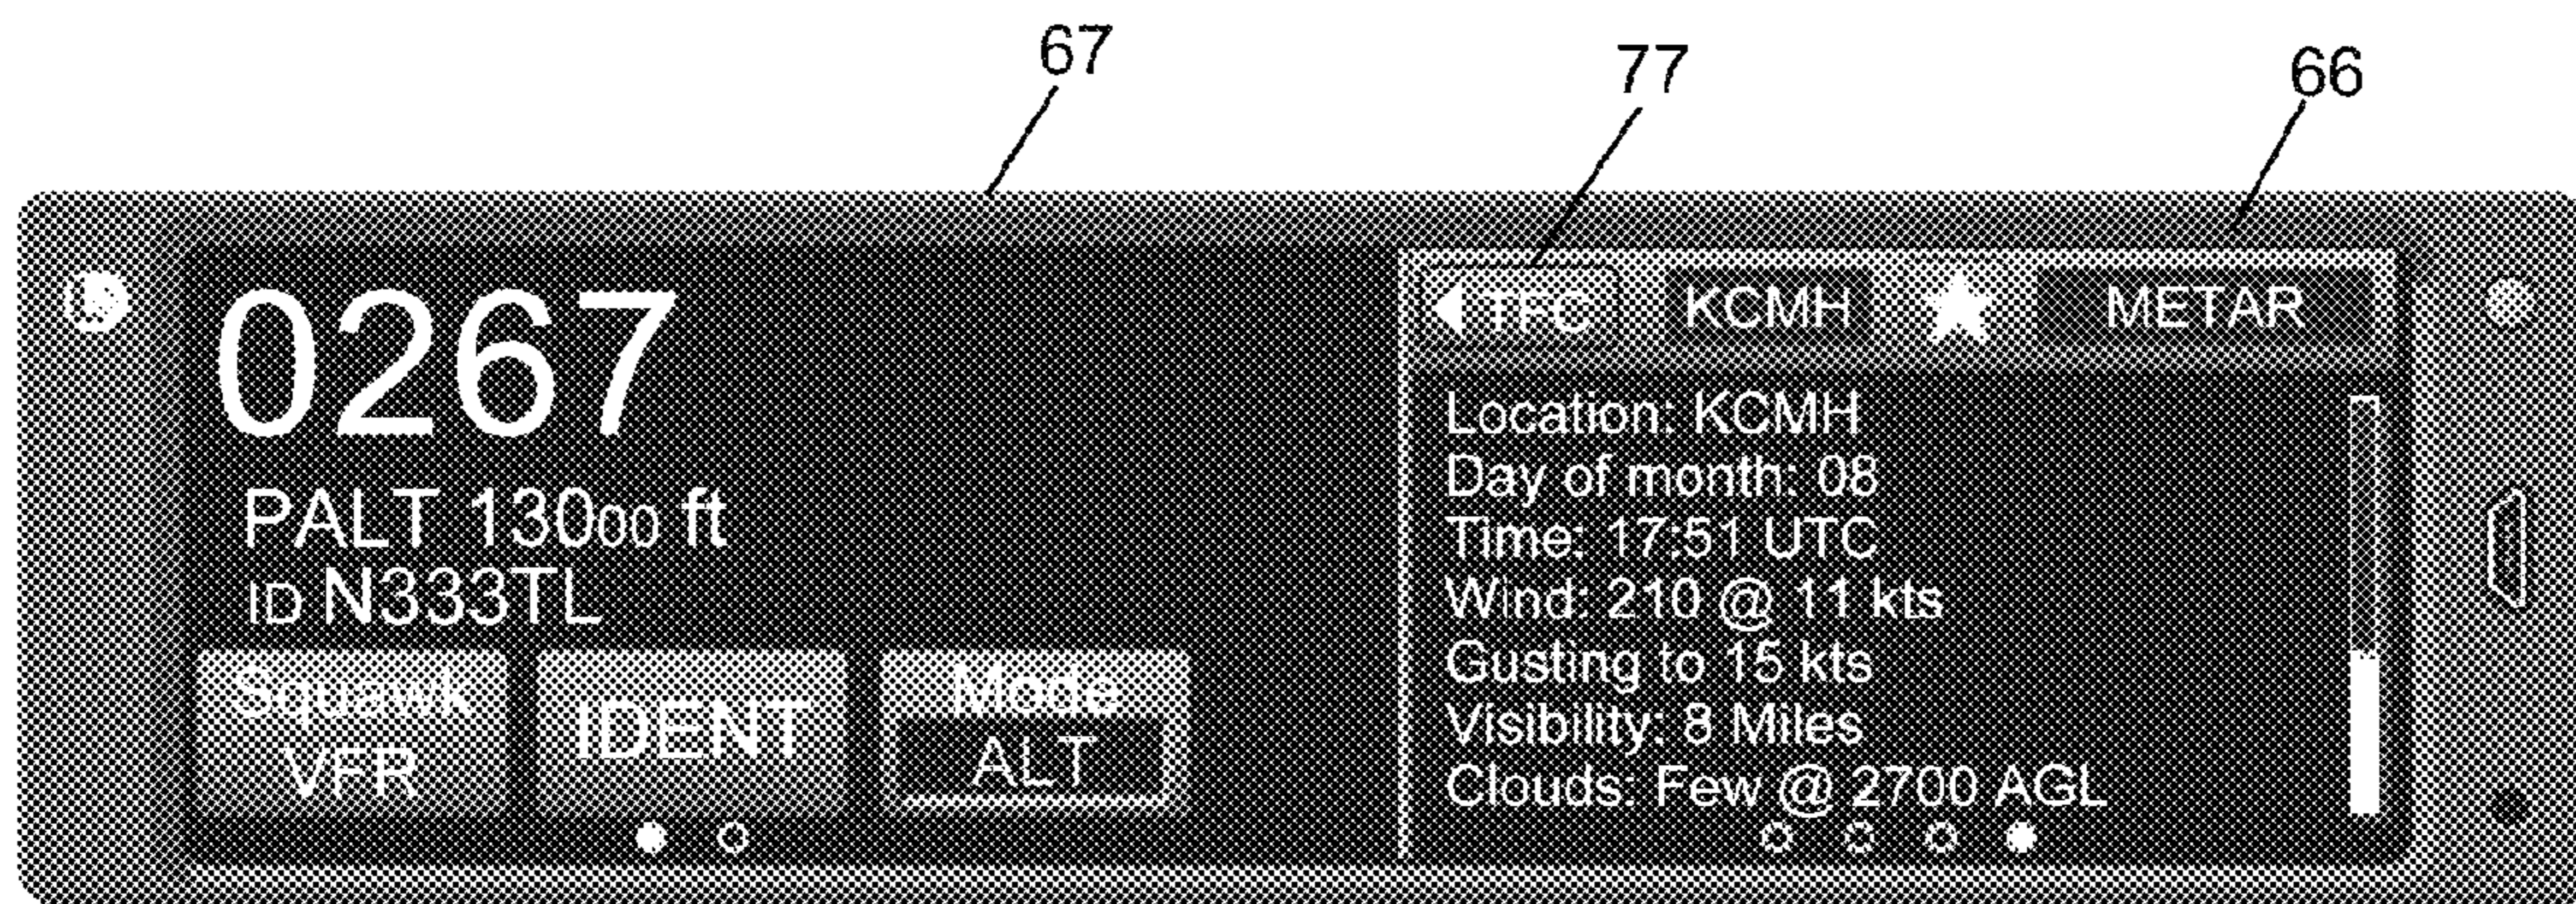 67 77 66
0267
PALT 13000 ft
ID N333TL
Squawk
VFR
IDENT
Mode
ALT
TFC KCMH METAR
Location: KCMH
Day of month: 08
Time: 17:51 UTC
Wind: 210 @ 11 kts
Gusting to 15 kts
Visibility: 8 Miles
Clouds: Few @ 2700 AGL